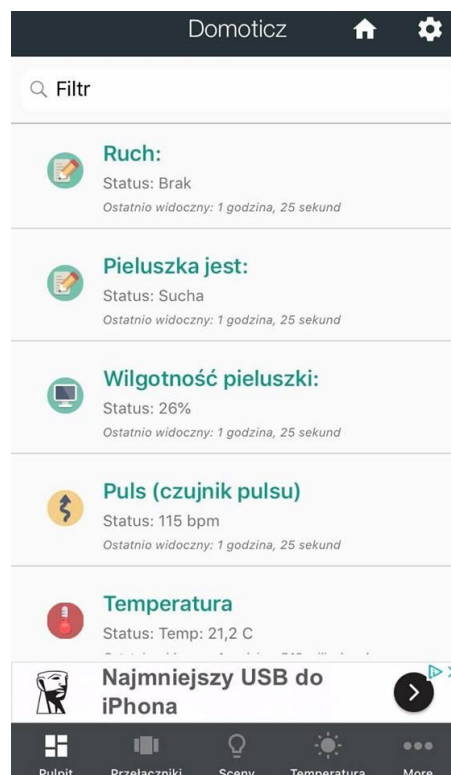 Domoticz
Filtr
Ruch:
Status: Brak
Ostatnio widoczny: 1 godzina, 25 sekund
Pieluszka jest:
Status: Sucha
Ostatnio widoczny: 1 godzina, 25 sekund
Wilgotność pieluszki:
Status: 26%
Ostatnio widoczny: 1 godzina, 25 sekund
Puls (czujnik pulsu)
Status: 115 bpm
Ostatnio widoczny: 1 godzina, 25 sekund
Temperatura
Status: Temp: 21,2 C
Najmniejszy USB do
iPhona
Pulpit Przełączniki Sceny Temperatura More